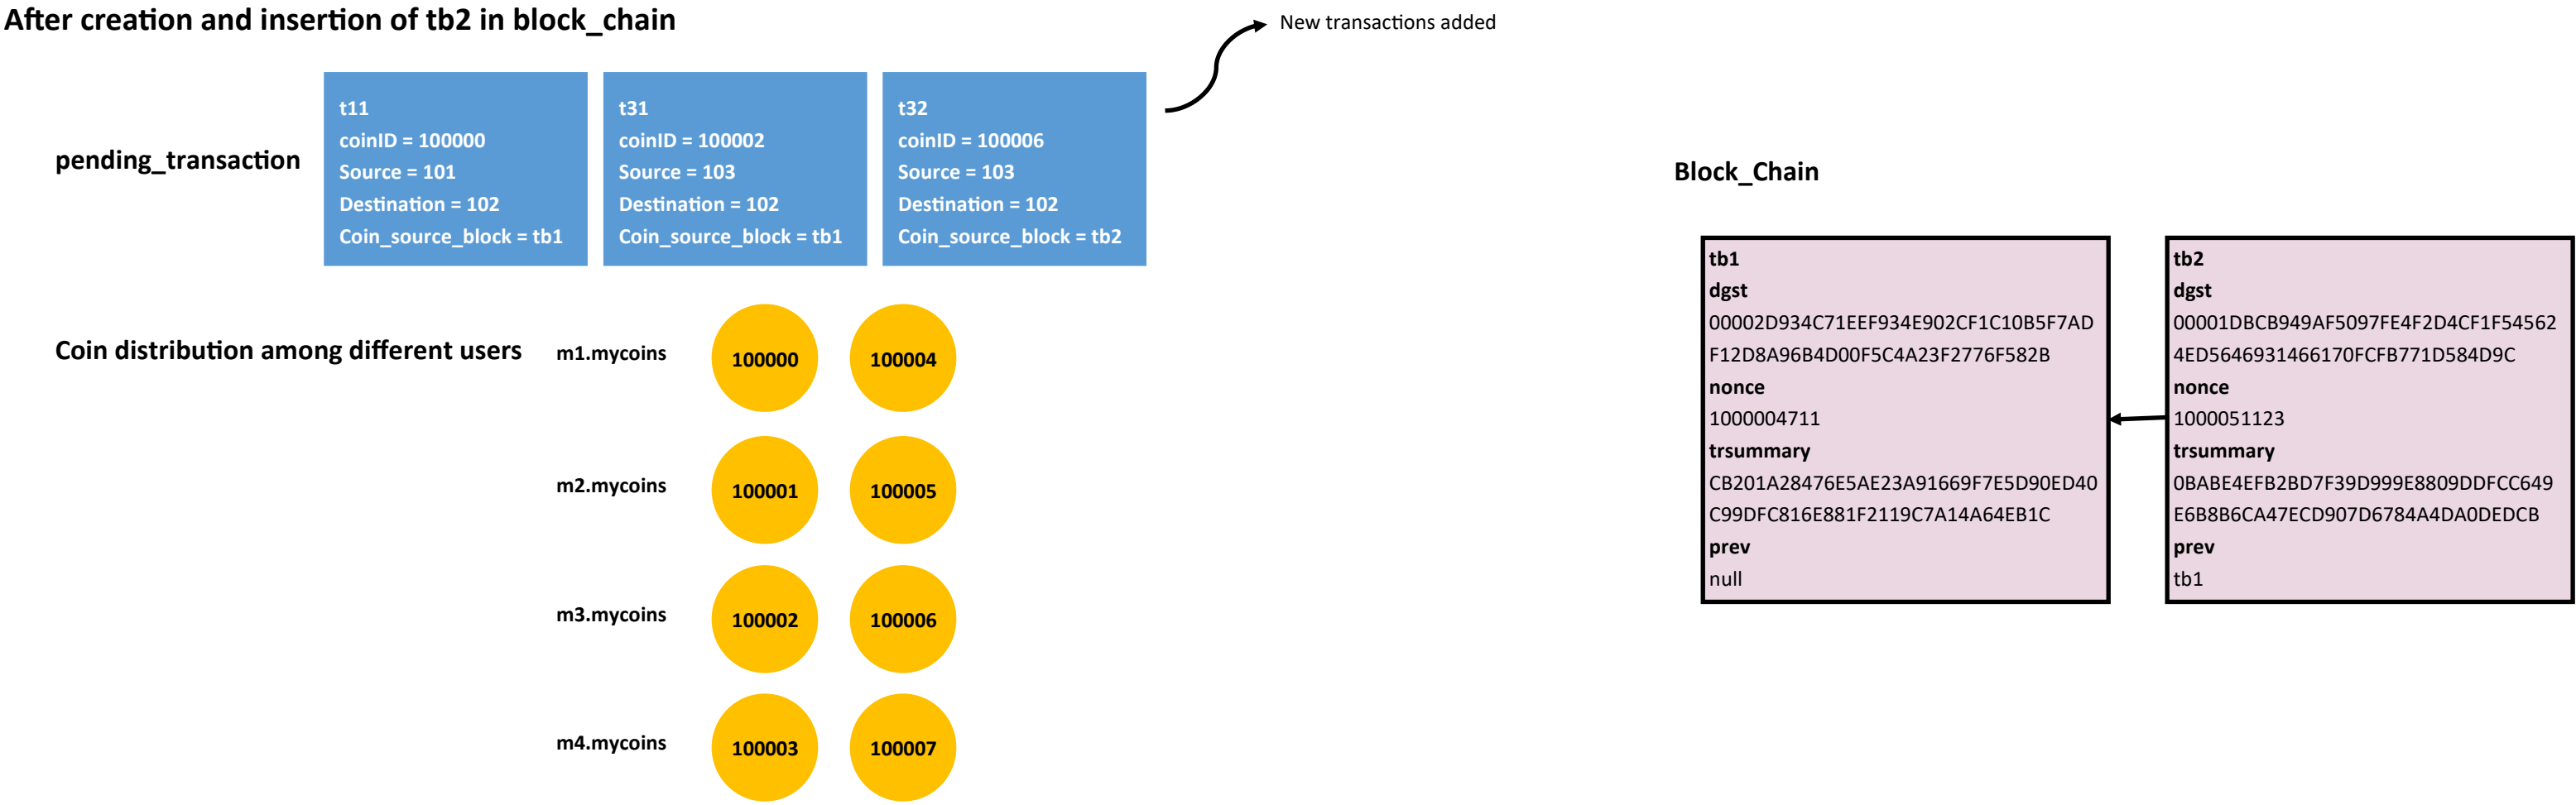 After creation and insertion of tb2 in block_chain
New transactions added
pending_transaction
t11
coinID = 100000
Source = 101
Destination = 102
Coin_source_block = tb1
t31
coinID = 100002
Source = 103
Destination = 102
Coin_source_block = tb1
t32
coinID = 100006
Source = 103
Destination = 102
Coin_source_block = tb2
Coin distribution among different users
m1.mycoins
100000
100004
m2.mycoins
100001
100005
m3.mycoins
100002
100006
m4.mycoins
100003
100007
Block_Chain
tb1
dgst
00002D934C71EEF934E902CF1C10B5F7AD
F12D8A96B4D00F5C4A23F2776F582B
nonce
1000004711
trsummary
CB201A28476E5AE23A91669F7E5D90ED40
C99DFC816E881F2119C7A14A64EB1C
prev
null
tb2
dgst
00001DBCB949AF5097FE4F2D4CF1F54562
4ED5646931466170FCFB771D584D9C
nonce
1000051123
trsummary
0BABE4EFB2BD7F39D999E8809DDFCC649
E6B8B6CA47ECD907D6784A4DA0DEDCB
prev
tb1